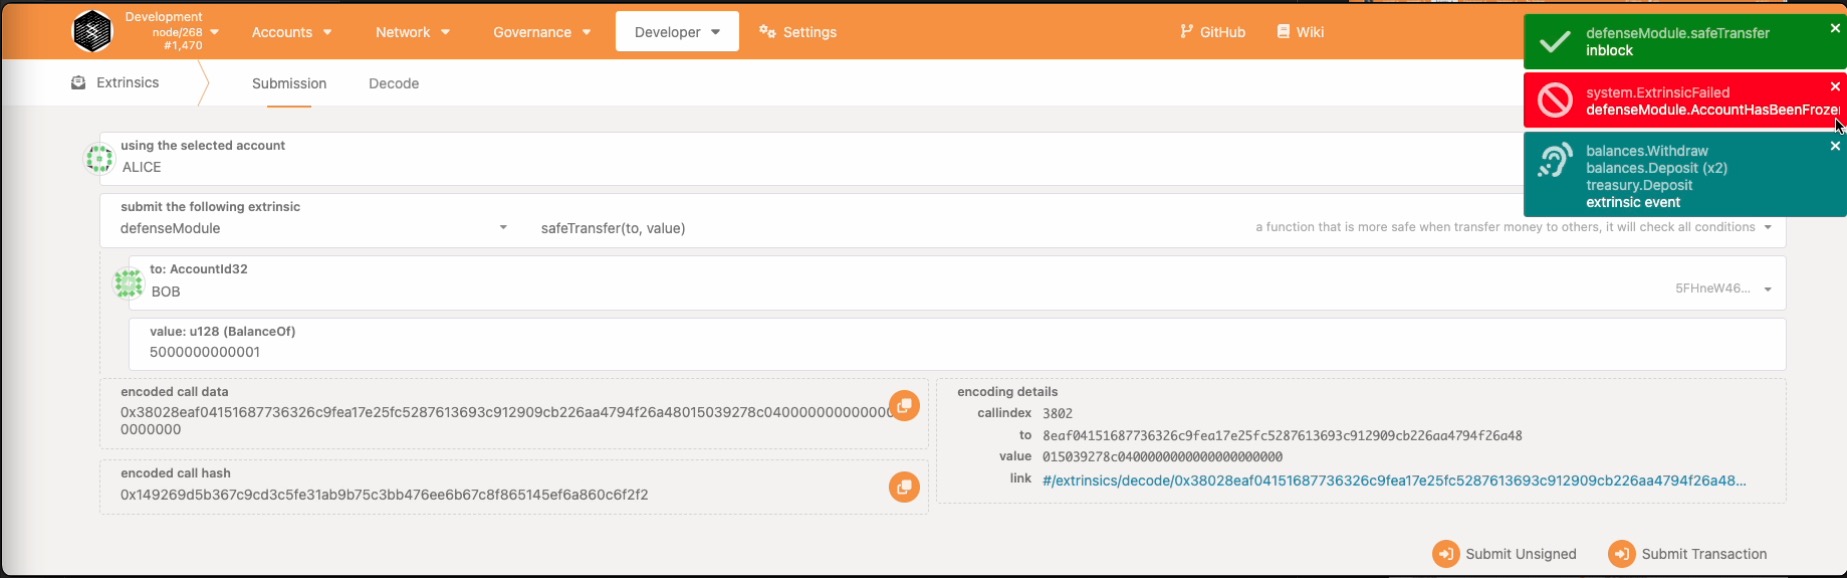 Development
node/268
#1,470
Accounts
Network
Governance
Developer
Settings
GitHub
Wiki
defenseModule.safeTransfer
inblock
system.ExtrinsicFailed
defenseModule.AccountHasBeenFroze
balances.Withdraw
balances.Deposit (x2)
treasury.Deposit
extrinsic event
Extrinsics
Submission
Decode
using the selected account
ALICE
submit the following extrinsic
defenseModule
safeTransfer(to, value)
a function that is more safe when transfer money to others, it will check all conditions
to: AccountId32
BOB
5FHneW46...
value: u128 (BalanceOf)
5000000000001
encoded call data
0x38028eaf04151687736326c9fea17e25fc5287613693c912909cb226aa4794f26a48015039278c040000000000000
0000000
encoded call hash
0x149269d5b367c9cd3c5fe31ab9b75c3bb476ee6b67c8f865145ef6a860c6f2f2
encoding details
callindex 3802
to 8eaf04151687736326c9fea17e25fc5287613693c912909cb226aa4794f26a48
value 015039278c0400000000000000000000
link #/extrinsics/decode/0x38028eaf04151687736326c9fea17e25fc5287613693c912909cb226aa4794f26a48...
Submit Unsigned
Submit Transaction